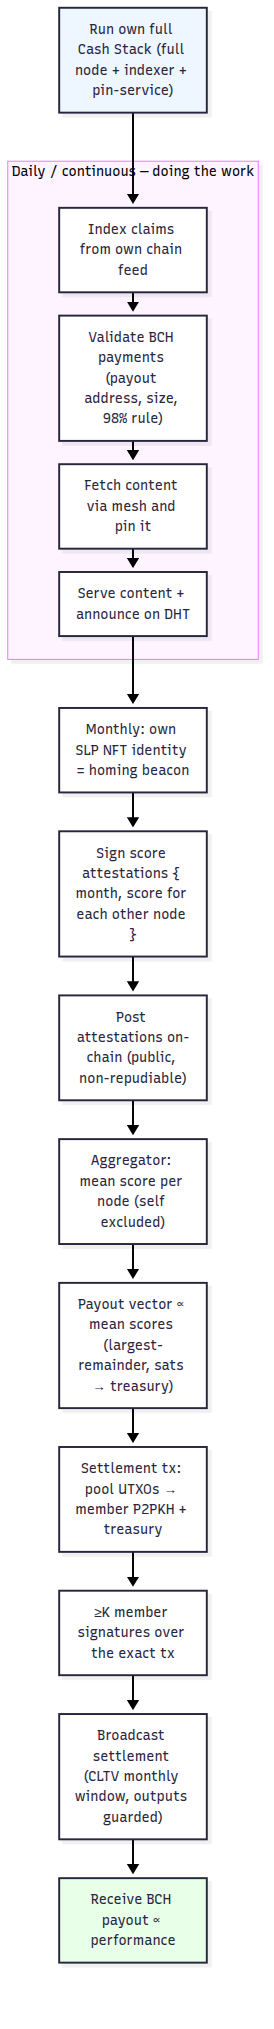 Run own full
Cash Stack (full
node + indexer +
pin-service)
Daily / continuous — doing the work
Index claims
from own chain
feed
Validate BCH
payments
(payout
address, size,
98% rule)
Fetch content
via mesh and
pin it
Serve content +
announce on DHT
Monthly: own
SLP NFT identity
= homing beacon
Sign score
attestations {
month, score for
each other node
}
Post
attestations on-
chain (public,
non-repudiable)
Aggregator:
mean score per
node (self
excluded)
Payout vector ∝
mean scores
(largest-
remainder, sats
→ treasury)
Settlement tx:
pool UTXOs →
member P2PKH +
treasury
≥K member
signatures over
the exact tx
Broadcast
settlement
(CLTV monthly
window, outputs
guarded)
Receive BCH
payout ∝
performance